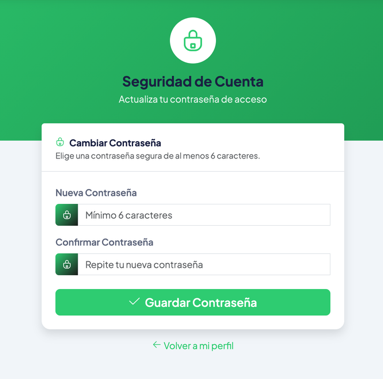 Seguridad de Cuenta
Actualiza tu contraseña de acceso
Cambiar Contraseña
Elige una contraseña segura de al menos 6 caracteres.
Nueva Contraseña
Mínimo 6 caracteres
Confirmar Contraseña
Repite tu nueva contraseña
Guardar Contraseña
Volver a mi perfil